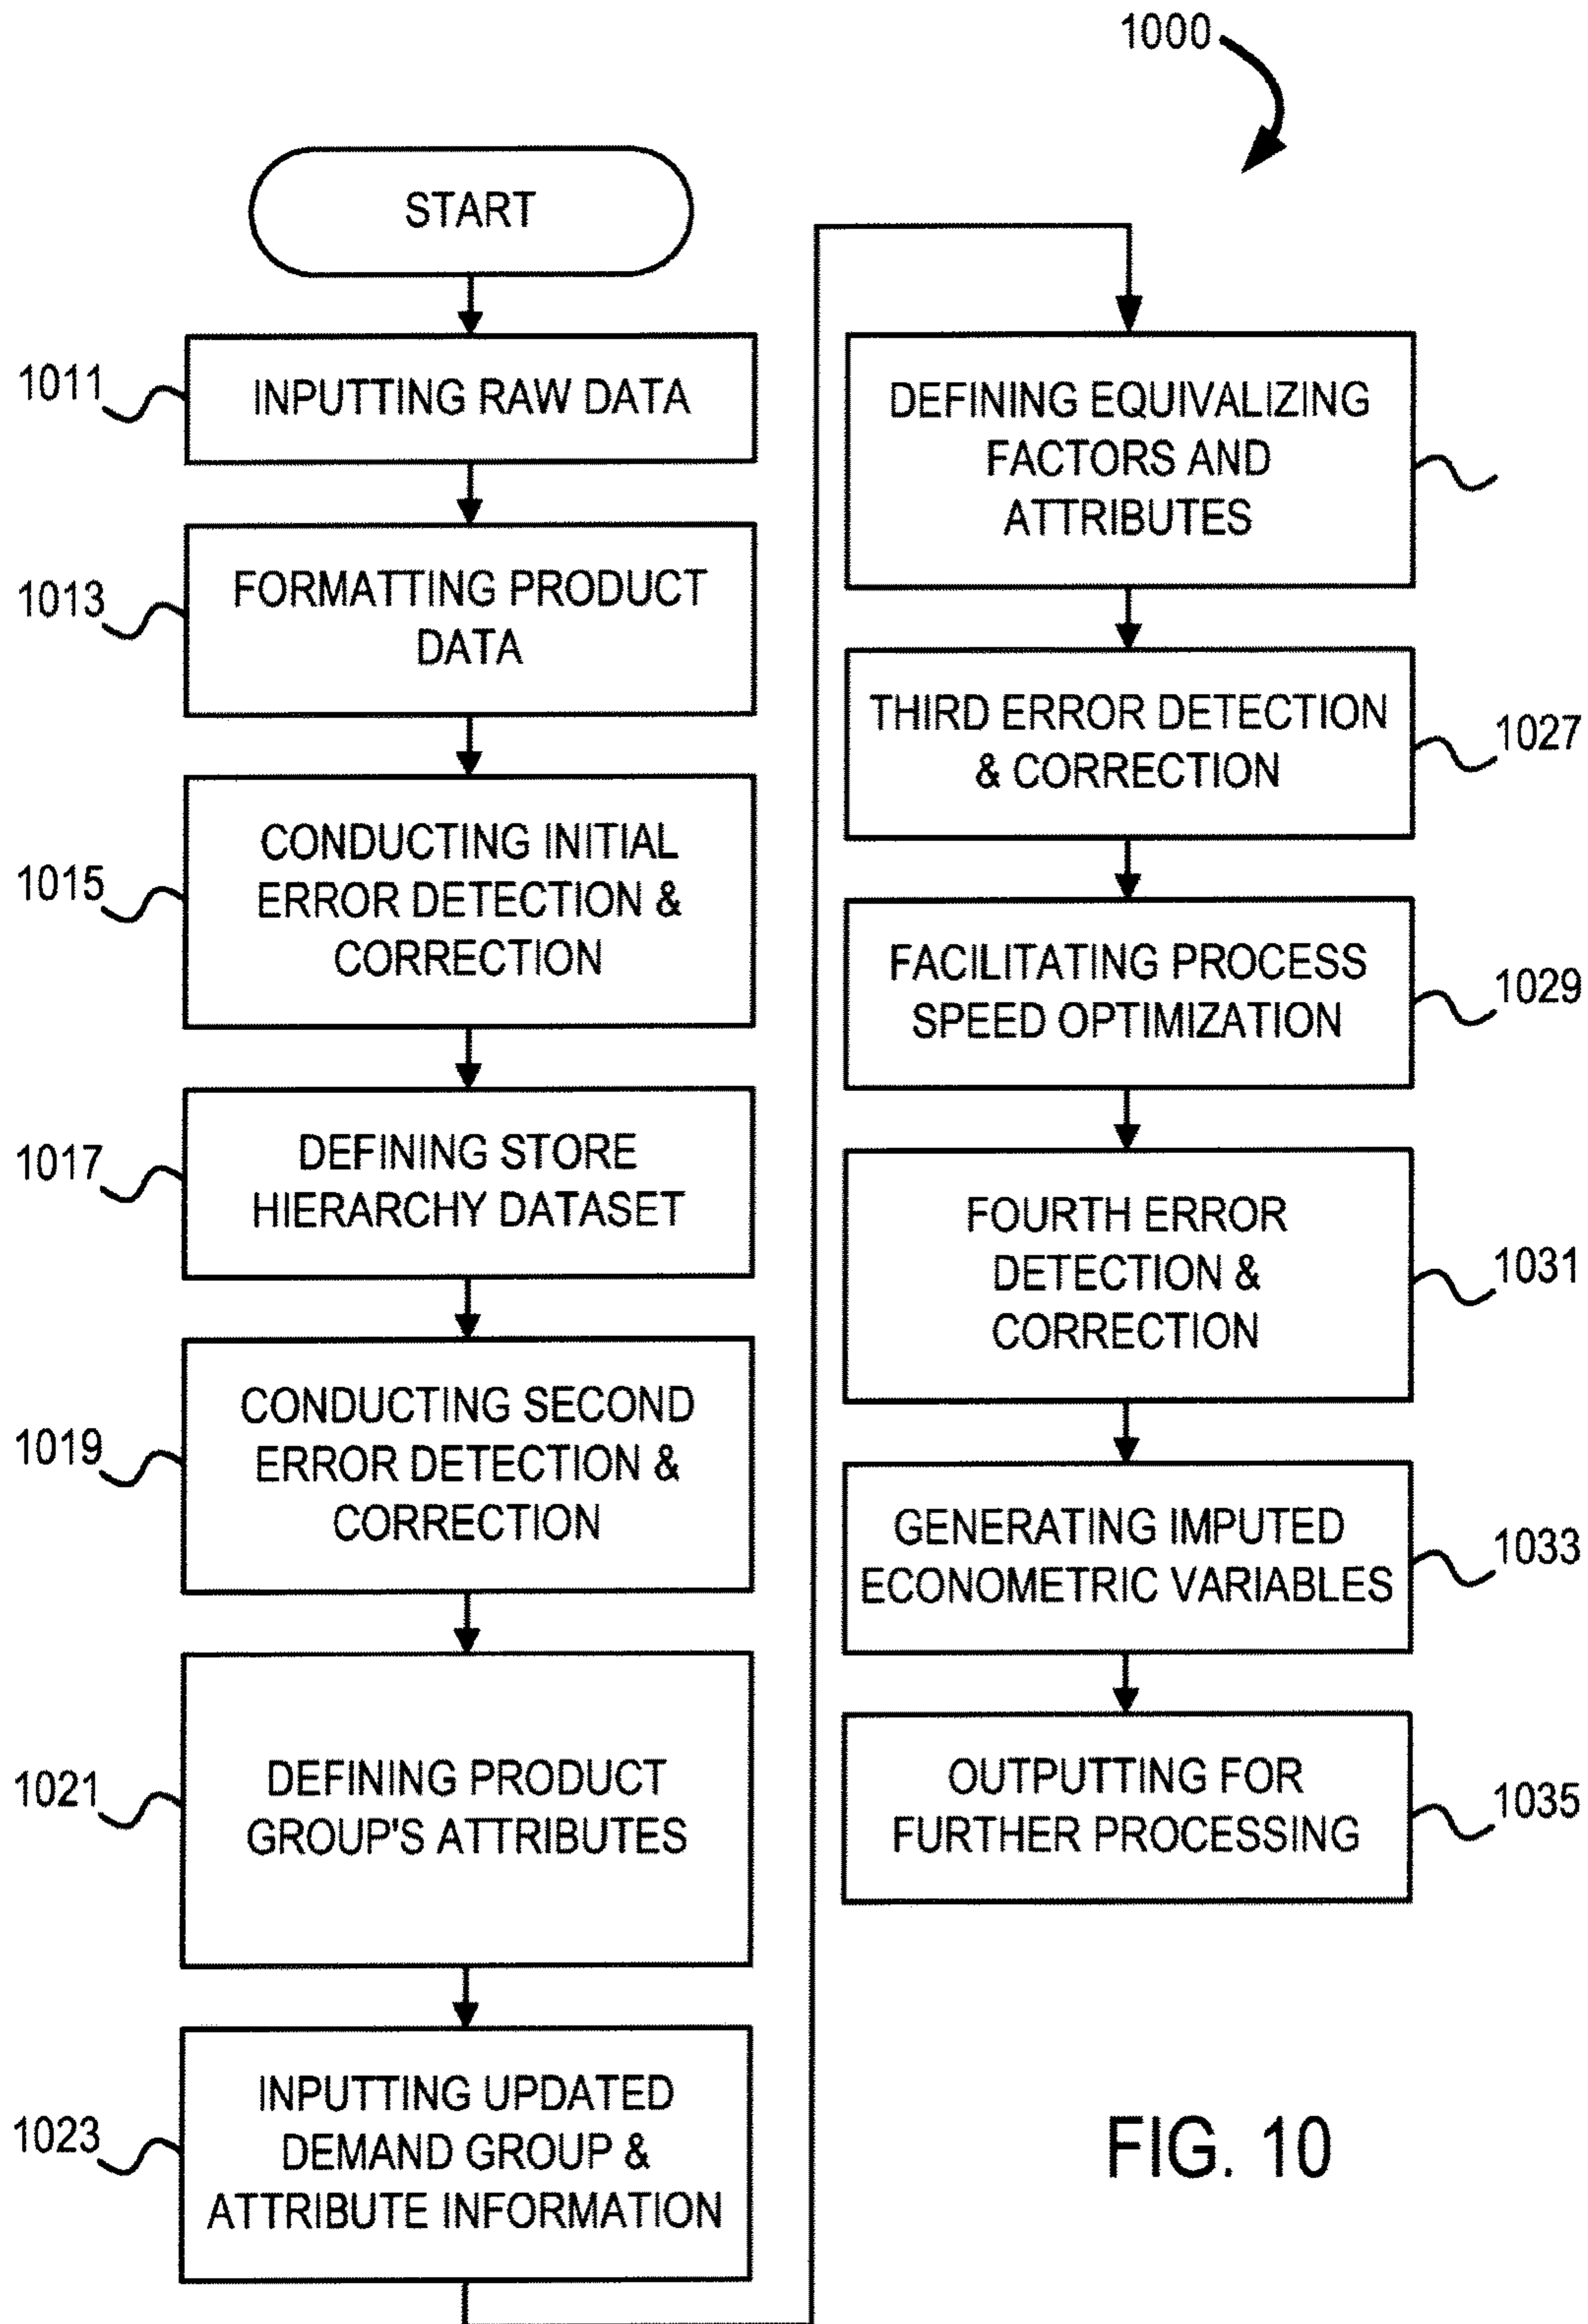 1000
START
1011
INPUTTING RAW DATA
1013
FORMATTING PRODUCT
DATA
1015
CONDUCTING INITIAL
ERROR DETECTION &
CORRECTION
1017
DEFINING STORE
HIERARCHY DATASET
1019
CONDUCTING SECOND
ERROR DETECTION &
CORRECTION
1021
DEFINING PRODUCT
GROUP'S ATTRIBUTES
1023
INPUTTING UPDATED
DEMAND GROUP &
ATTRIBUTE INFORMATION
DEFINING EQUIVALIZING
FACTORS AND
ATTRIBUTES
THIRD ERROR DETECTION
& CORRECTION
1027
FACILITATING PROCESS
SPEED OPTIMIZATION
1029
FOURTH ERROR
DETECTION &
CORRECTION
1031
GENERATING IMPUTED
ECONOMETRIC VARIABLES
1033
OUTPUTTING FOR
FURTHER PROCESSING
1035
FIG. 10